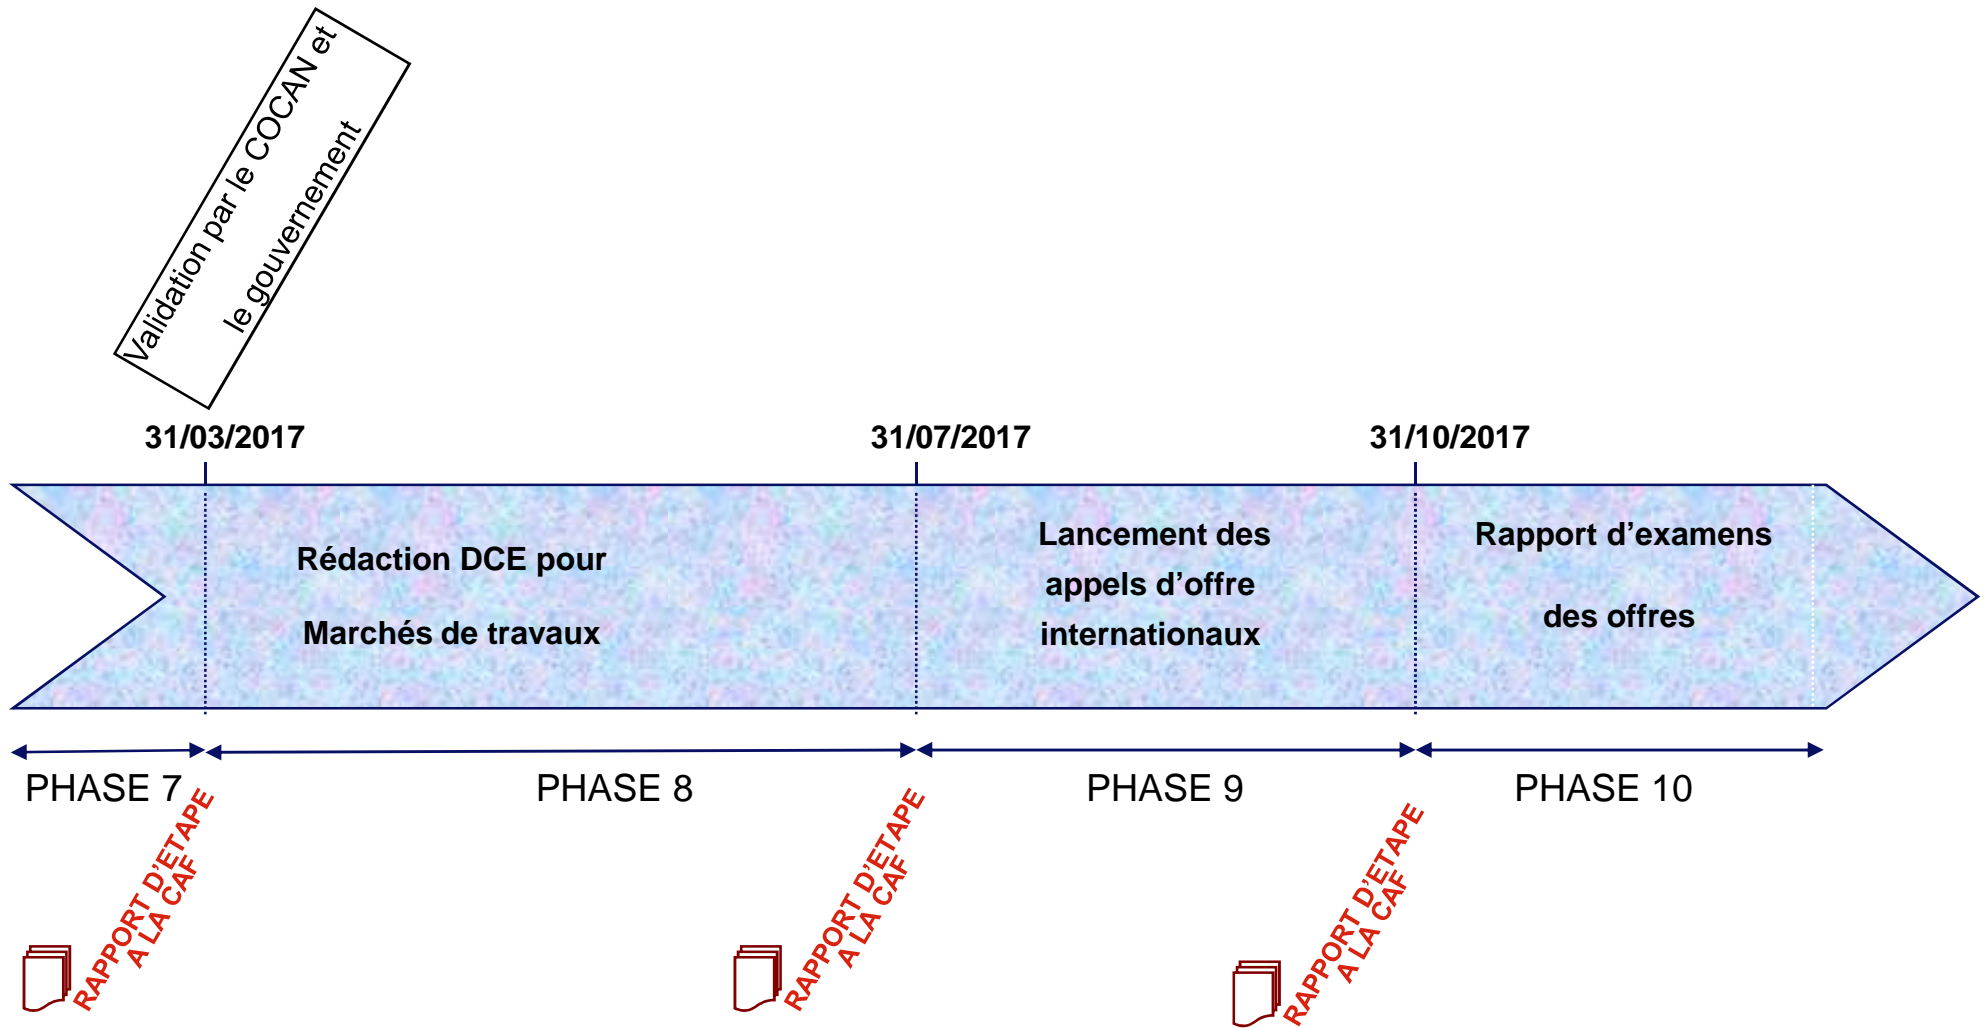 Validation par le COCAN et
le gouvernement
31/03/2017
31/07/2017
31/10/2017
Rédaction DCE pour
Marchés de travaux
Lancement des
appels d’offre
internationaux
Rapport d’examens
des offres
PHASE 7
PHASE 8
PHASE 9
PHASE 10
RAPPORT D’ETAPE
A LA CAF
RAPPORT D’ETAPE
A LA CAF
RAPPORT D’ETAPE
A LA CAF